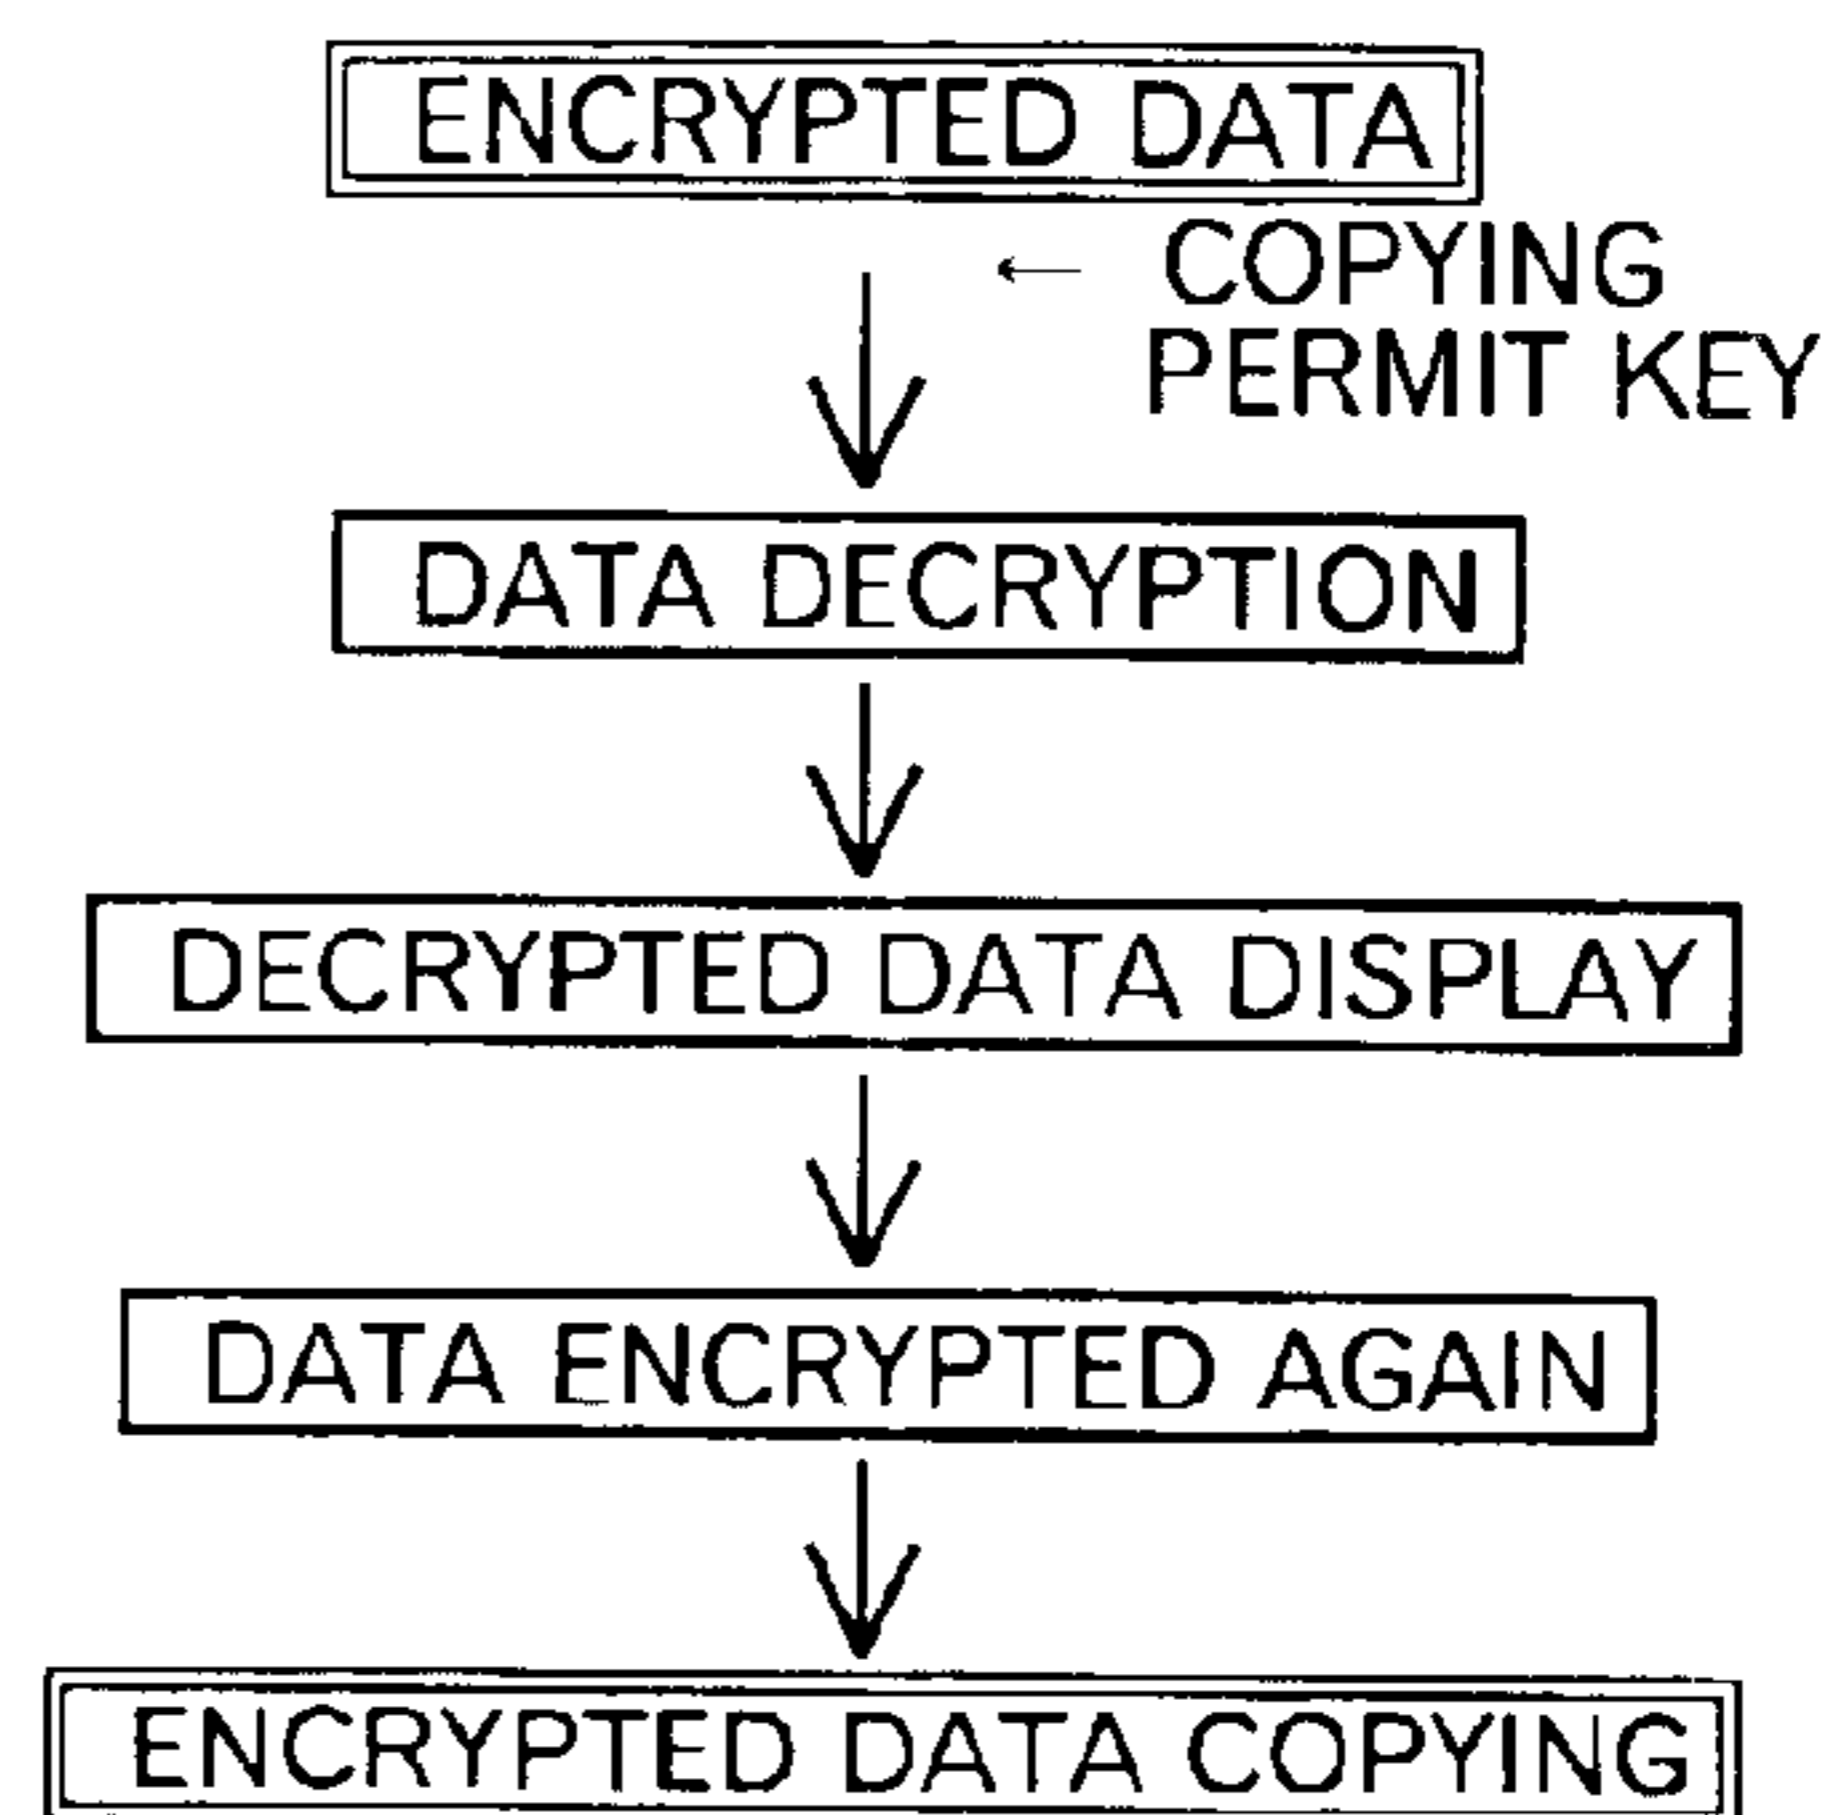 ENCRYPTED DATA
← COPYING
PERMIT KEY
DATA DECRYPTION
DECRYPTED DATA DISPLAY
DATA ENCRYPTED AGAIN
ENCRYPTED DATA COPYING